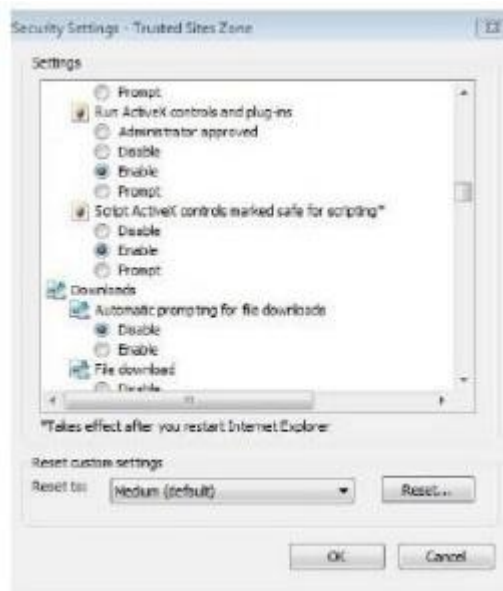 Security Settings - Trusted Sites Zone
Settings
Prompt
Run ActiveX controls and plug-ins
Administrator approved
Disable
Enable
Prompt
Script ActiveX controls marked safe for scripting*
Disable
Enable
Prompt
Downloads
Automatic prompting for file downloads
Disable
Enable
File download
Disable
*Takes effect after you restart Internet Explorer
Reset custom settings
Reset to:
Medium (default)
Reset...
OK
Cancel